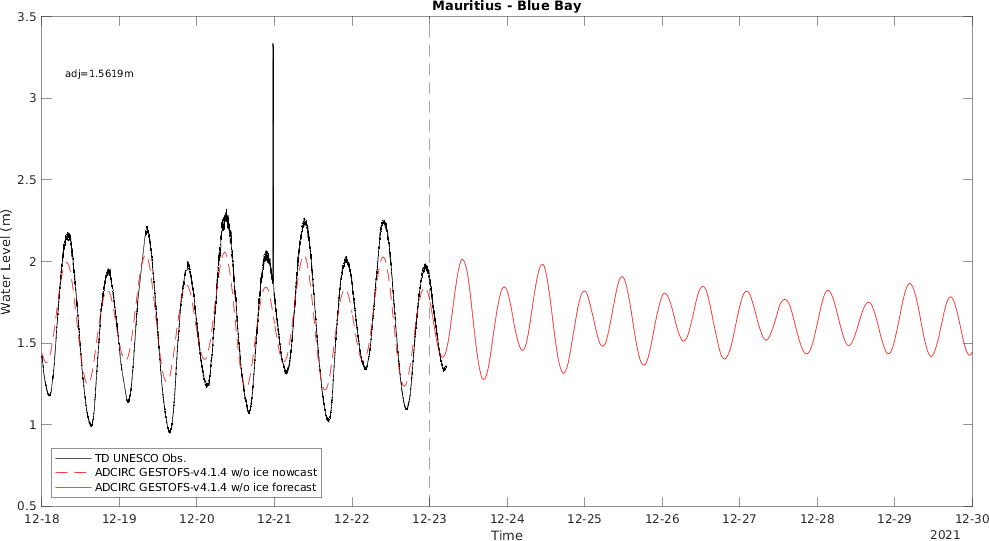 Mauritius - Blue Bay
3.5
3
2.5
2
1.5
1
0.5
Water Level (m)
adj=1.5619m
TD UNESCO Obs.
ADCIRC GESTOFS-v4.1.4 w/o ice nowcast
ADCIRC GESTOFS-v4.1.4 w/o ice forecast
12-18 12-19 12-20 12-21 12-22 12-23 12-24 12-25 12-26 12-27 12-28 12-29 12-30
Time
2021